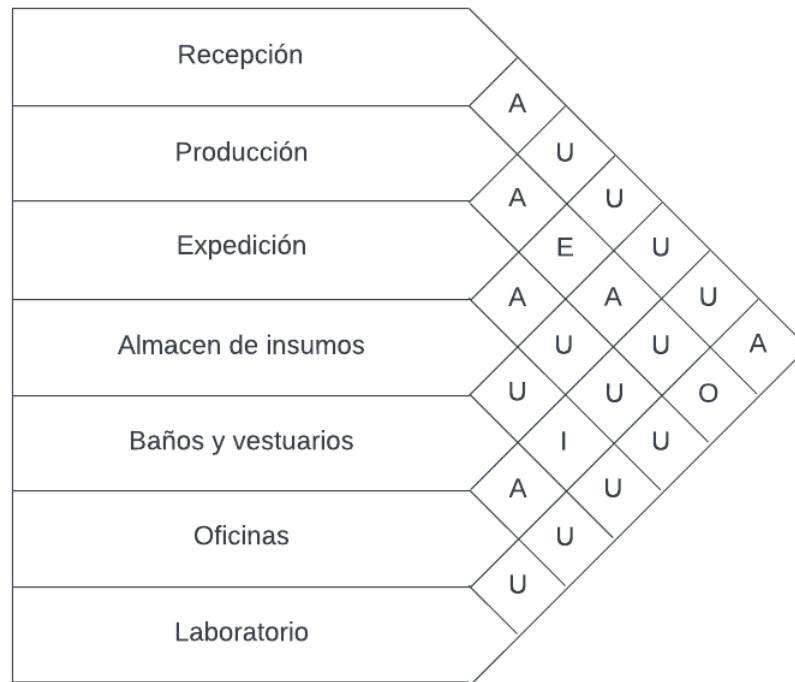 Recepción
A
Producción
U
A
U
Expedición
E
U
A
A
U
Almacen de insumos
U
U
A
U
U
O
Baños y vestuarios
I
U
A
U
Oficinas
U
U
Laboratorio